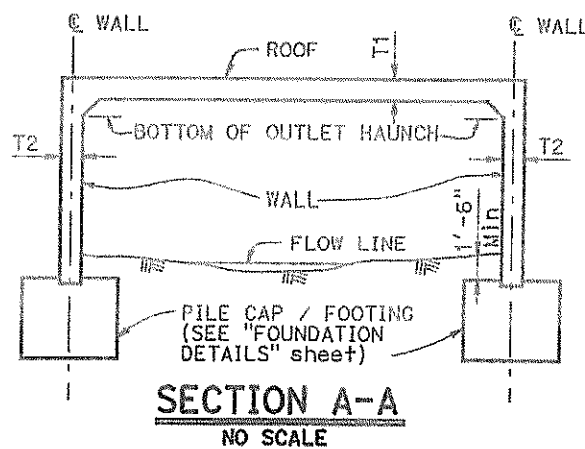 ℄ WALL
℄ WALL
ROOF
T1
BOTTOM OF OUTLET HAUNCH
T2
T2
WALL
1'-6"
Min
FLOW LINE
PILE CAP / FOOTING
(SEE "FOUNDATION
DETAILS" sheet)
SECTION A-A
NO SCALE